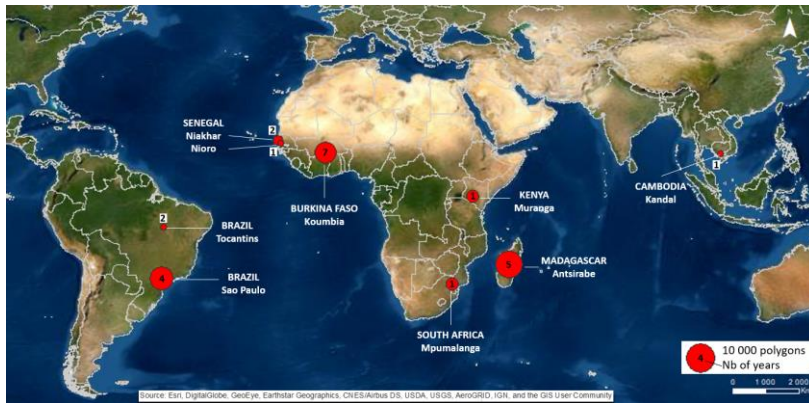 N
SENEGAL
Niakhar
Nioro
2
1
7
BURKINA FASO
Koumbia
1
KENYA
Muranga
1
CAMBODIA
Kandal
2
BRAZIL
Tocantins
4
BRAZIL
Sao Paulo
5
MADAGASCAR
Antsirabe
1
SOUTH AFRICA
Mpumalanga
4
10 000 polygons
Nb of years
0 1 000 2 000
Source: Esri, DigitalGlobe, GeoEye, Earthstar Geographics, CNES/Airbus DS, USDA, USGS, AeroGRID, IGN, and the GIS User Community